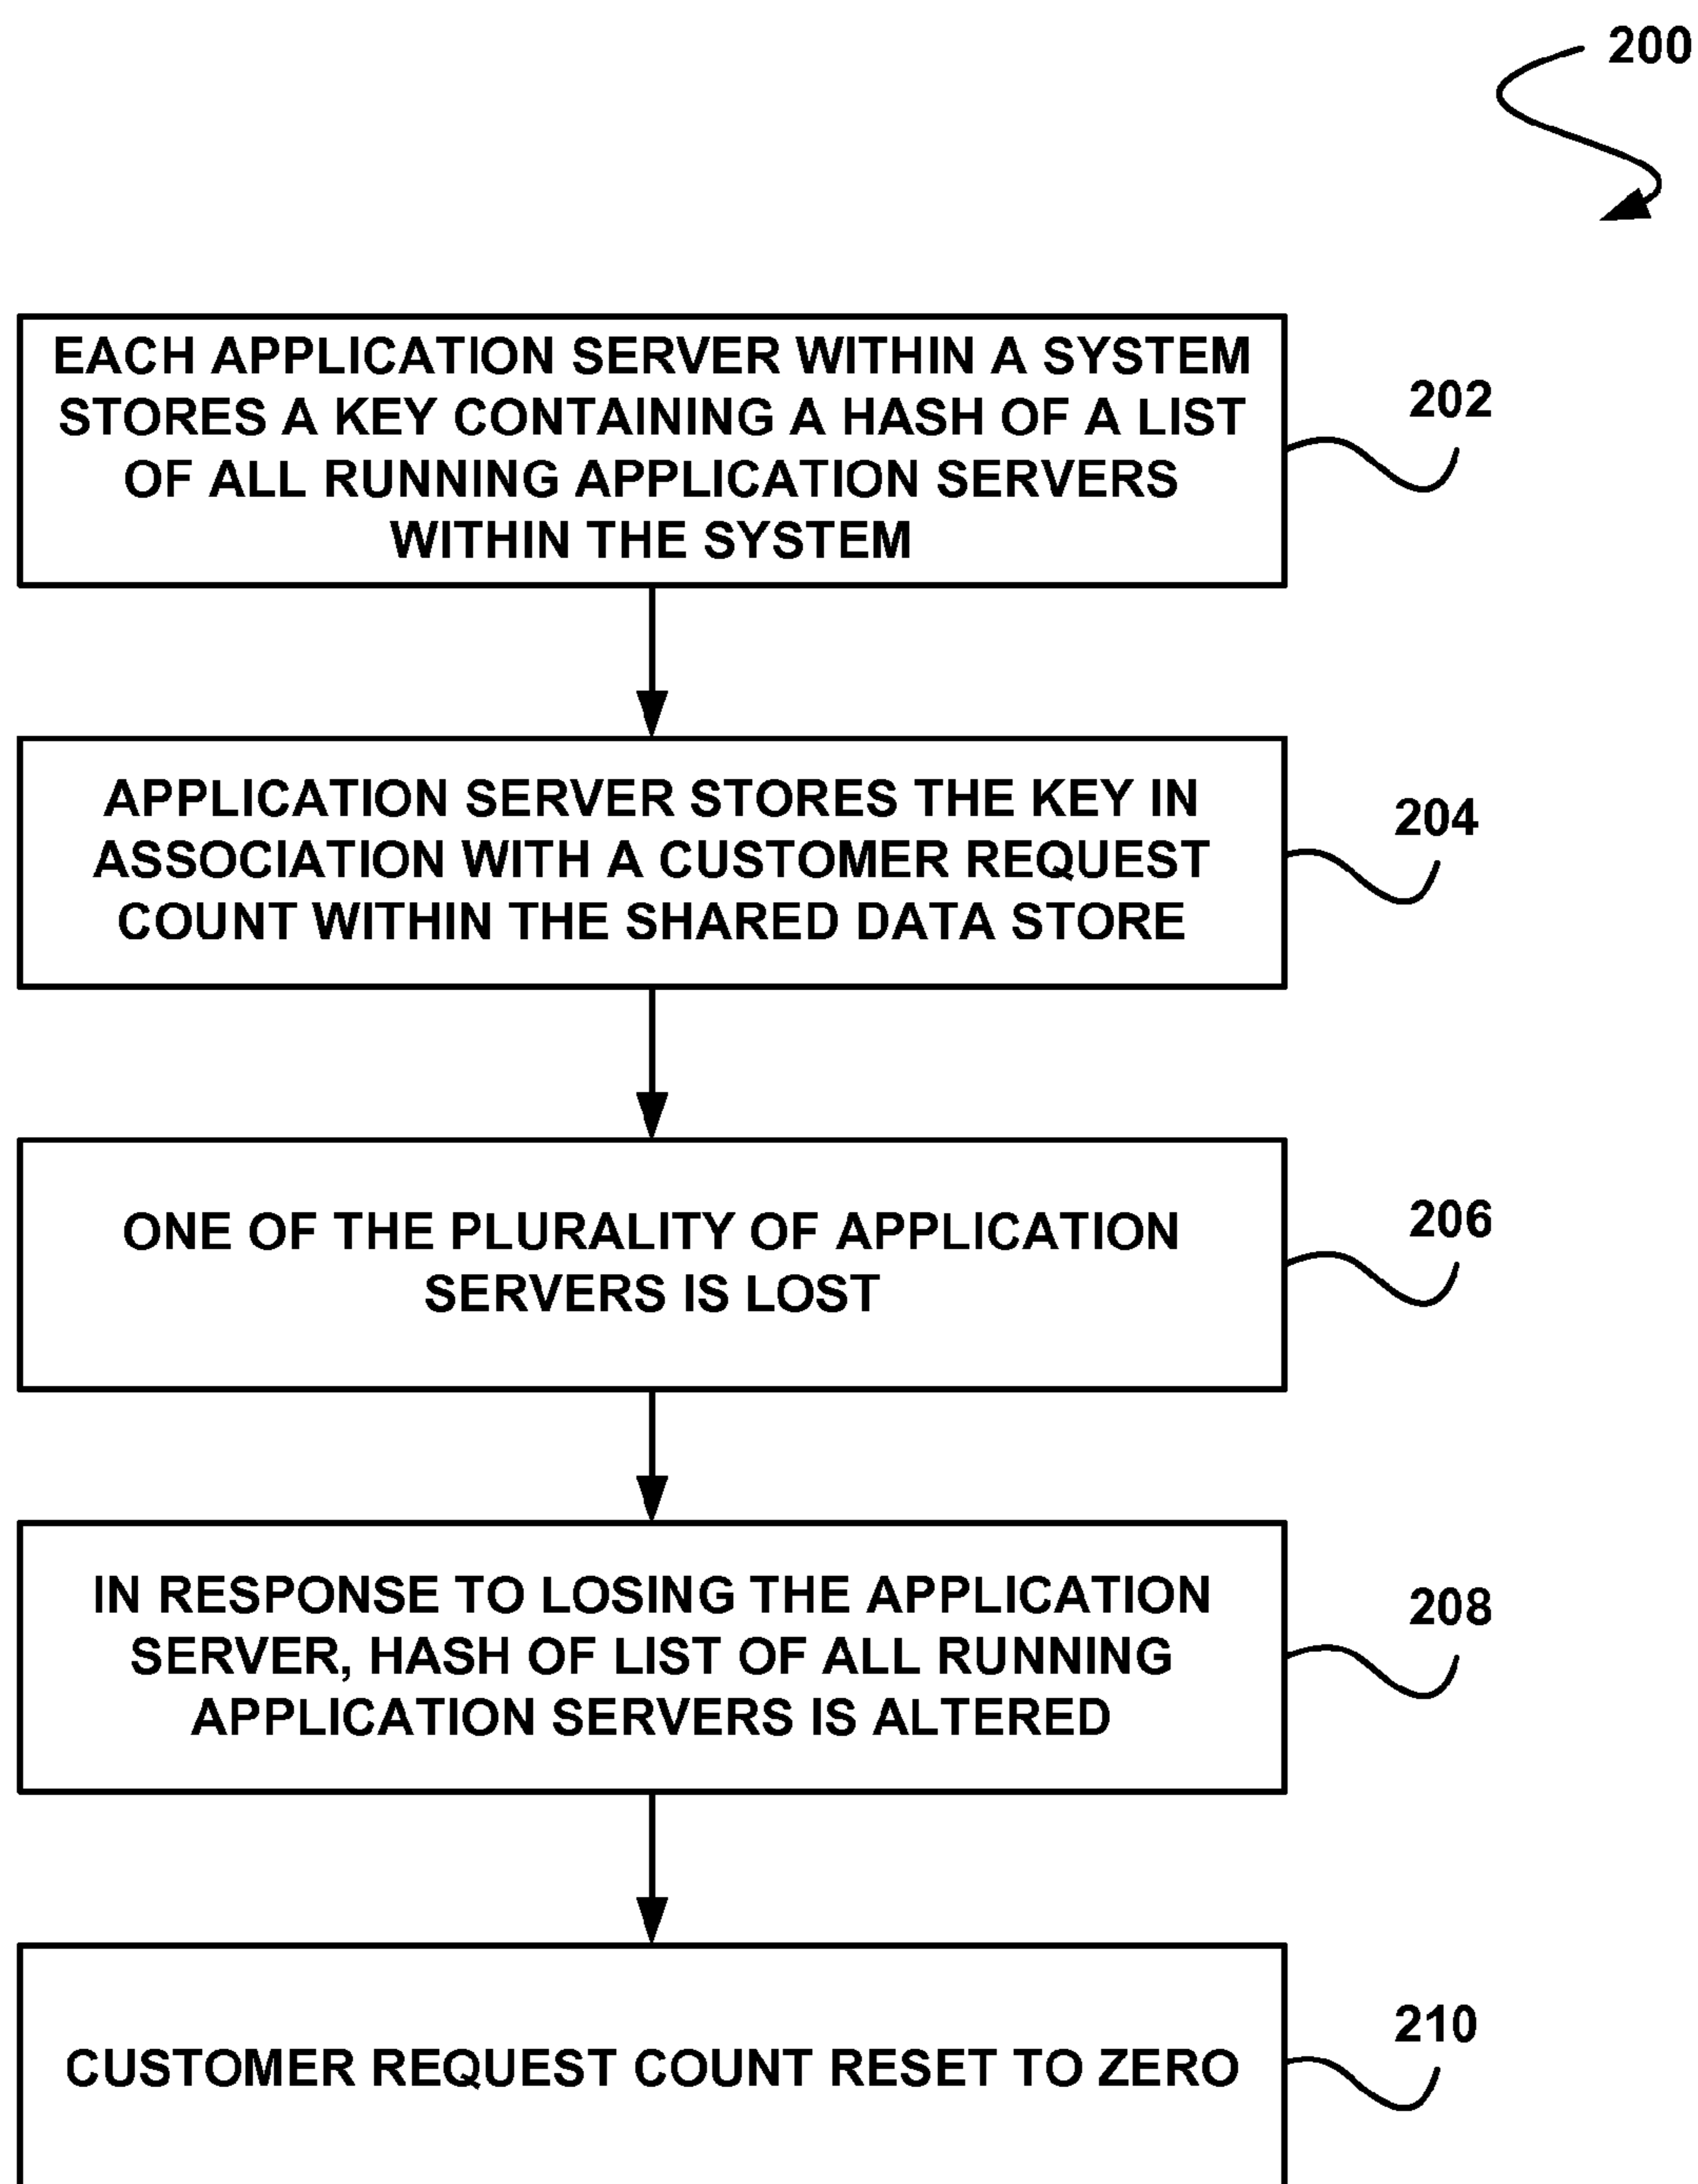 200
EACH APPLICATION SERVER WITHIN A SYSTEM
STORES A KEY CONTAINING A HASH OF A LIST
OF ALL RUNNING APPLICATION SERVERS
WITHIN THE SYSTEM
202
APPLICATION SERVER STORES THE KEY IN
ASSOCIATION WITH A CUSTOMER REQUEST
COUNT WITHIN THE SHARED DATA STORE
204
ONE OF THE PLURALITY OF APPLICATION
SERVERS IS LOST
206
IN RESPONSE TO LOSING THE APPLICATION
SERVER, HASH OF LIST OF ALL RUNNING
APPLICATION SERVERS IS ALTERED
208
CUSTOMER REQUEST COUNT RESET TO ZERO
210